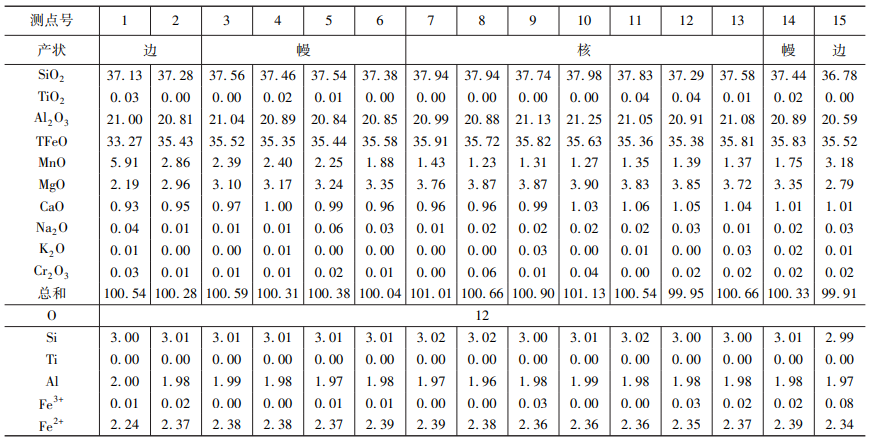 测点号 1 2 3 4 5 6 7 8 9 10 11 12 13 14 15
产状 边 幔 核 幔 边
SiO₂ 37.13 37.28 37.56 37.46 37.54 37.38 37.94 37.94 37.74 37.98 37.83 37.29 37.58 37.44 36.78
TiO₂ 0.03 0.00 0.00 0.02 0.01 0.00 0.00 0.00 0.00 0.00 0.04 0.04 0.01 0.02 0.00
Al₂O₃ 21.00 20.81 21.04 20.89 20.84 20.85 20.99 20.88 21.13 21.25 21.05 20.91 21.08 20.89 20.59
TFeO 33.27 35.43 35.52 35.35 35.44 35.58 35.91 35.72 35.82 35.63 35.36 35.38 35.81 35.83 35.52
MnO 5.91 2.86 2.39 2.40 2.25 1.88 1.43 1.23 1.31 1.27 1.35 1.39 1.37 1.75 3.18
MgO 2.19 2.96 3.10 3.17 3.24 3.35 3.76 3.87 3.87 3.90 3.83 3.85 3.72 3.35 2.79
CaO 0.93 0.95 0.97 1.00 0.99 0.96 0.96 0.96 0.99 1.03 1.06 1.05 1.04 1.01 1.01
Na₂O 0.04 0.01 0.01 0.01 0.06 0.03 0.01 0.02 0.02 0.02 0.02 0.03 0.01 0.02 0.03
K₂O 0.01 0.00 0.00 0.01 0.00 0.00 0.00 0.00 0.03 0.00 0.01 0.00 0.03 0.02 0.01
Cr₂O₃ 0.03 0.01 0.01 0.01 0.02 0.01 0.00 0.06 0.01 0.04 0.00 0.02 0.02 0.02 0.02
总和 100.54 100.28 100.59 100.31 100.38 100.04 101.01 100.66 100.90 101.13 100.54 99.95 100.66 100.33 99.91
O 12
Si 3.00 3.01 3.01 3.01 3.01 3.01 3.02 3.02 3.00 3.01 3.02 3.00 3.00 3.01 2.99
Ti 0.00 0.00 0.00 0.00 0.00 0.00 0.00 0.00 0.00 0.00 0.00 0.00 0.00 0.00 0.00
Al 2.00 1.98 1.99 1.98 1.97 1.98 1.97 1.96 1.98 1.99 1.98 1.98 1.98 1.98 1.97
Fe³⁺ 0.01 0.02 0.00 0.00 0.01 0.01 0.00 0.00 0.03 0.00 0.00 0.03 0.02 0.02 0.08
Fe²⁺ 2.24 2.37 2.38 2.38 2.37 2.39 2.39 2.38 2.36 2.36 2.36 2.35 2.37 2.39 2.34